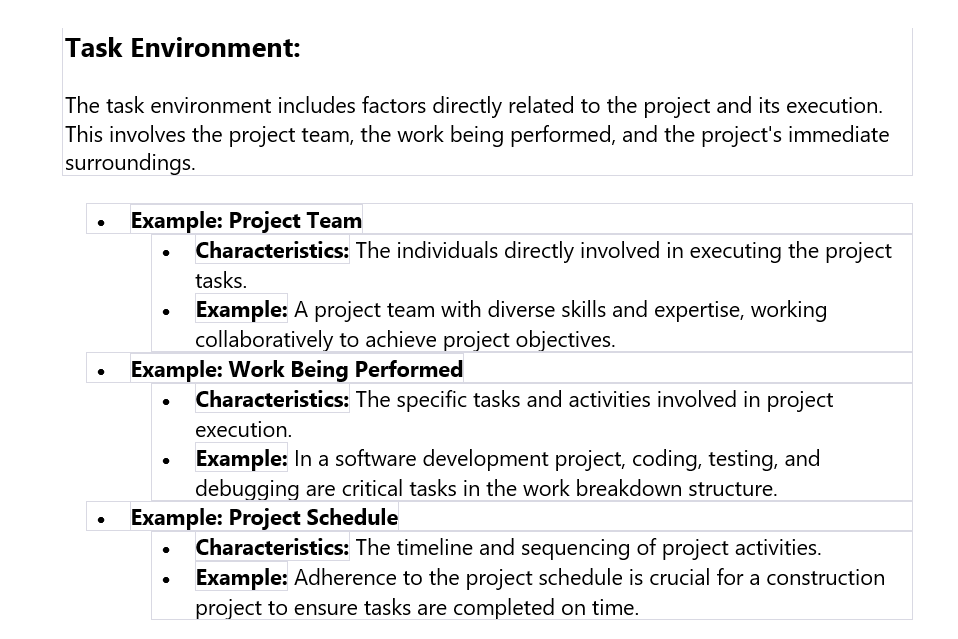 Task Environment:
The task environment includes factors directly related to the project and its execution.
This involves the project team, the work being performed, and the project's immediate
surroundings.
• Example: Project Team
• Characteristics: The individuals directly involved in executing the project
tasks.
• Example: A project team with diverse skills and expertise, working
collaboratively to achieve project objectives.
• Example: Work Being Performed
• Characteristics: The specific tasks and activities involved in project
execution.
• Example: In a software development project, coding, testing, and
debugging are critical tasks in the work breakdown structure.
• Example: Project Schedule
• Characteristics: The timeline and sequencing of project activities.
• Example: Adherence to the project schedule is crucial for a construction
project to ensure tasks are completed on time.